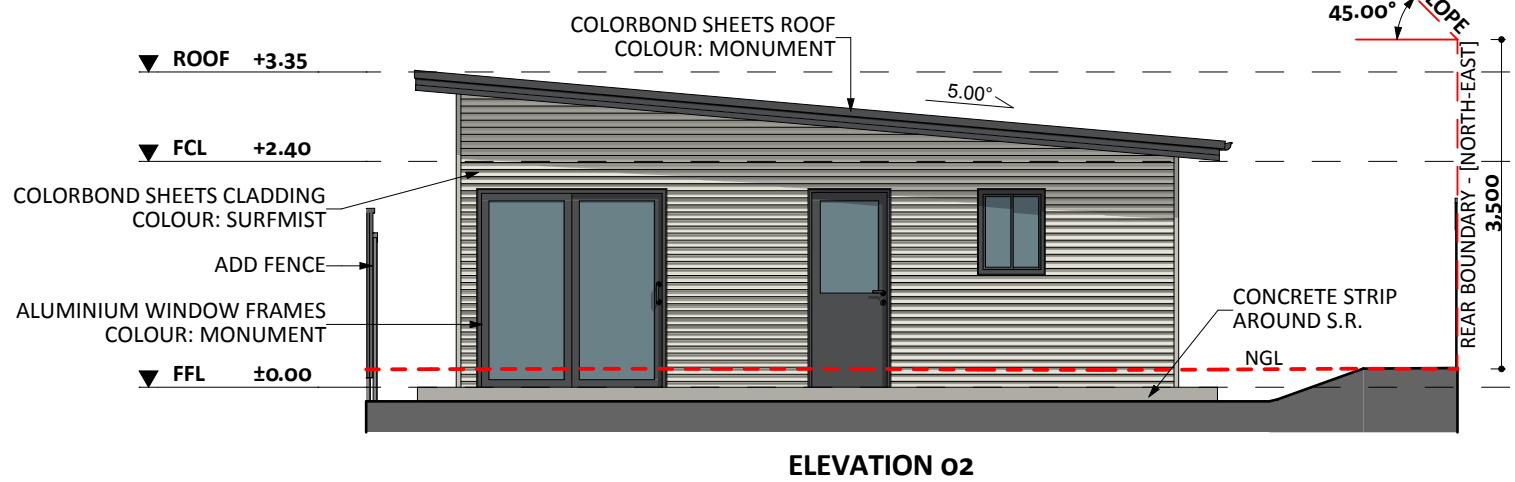 COLORBOND SHEETS ROOF
COLOUR: MONUMENT
45.00°
ROOF +3.35
5.00°
FCL +2.40
COLORBOND SHEETS CLADDING
COLOUR: SURFMIST
ADD FENCE
ALUMINIUM WINDOW FRAMES
COLOUR: MONUMENT
FFL ±0.00
CONCRETE STRIP
AROUND S.R.
NGL
REAR BOUNDARY - [NORTH-EAST]
3,500
ELEVATION 02